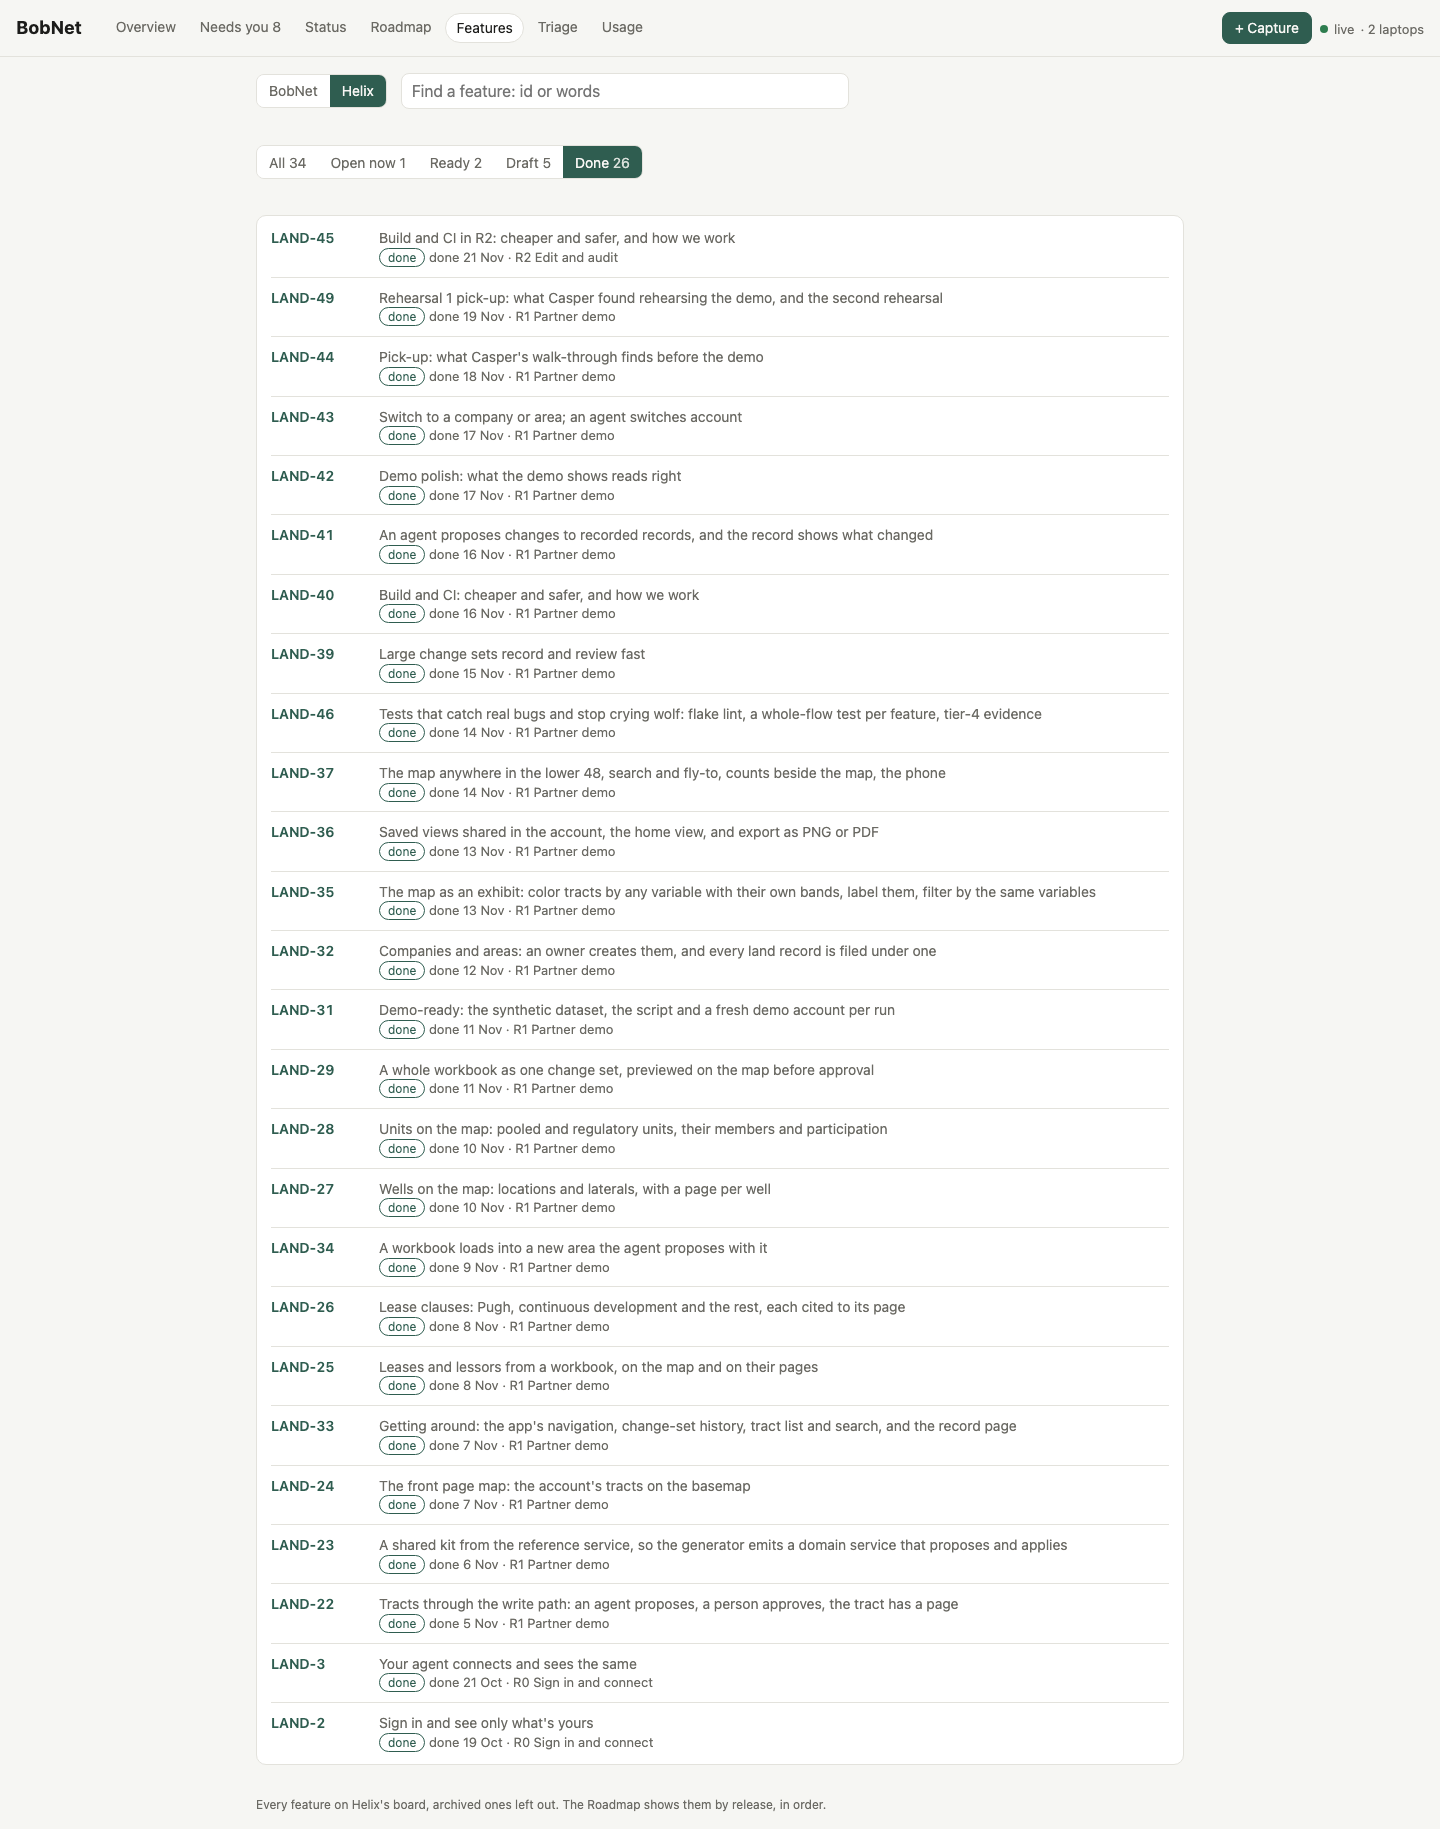 BobNet Overview Needs you 8 Status Roadmap Features Triage Usage + Capture live · 2 laptops
BobNet Helix Find a feature: id or words
All 34 Open now 1 Ready 2 Draft 5 Done 26
LAND-45 Build and CI in R2: cheaper and safer, and how we work
done done 21 Nov · R2 Edit and audit
LAND-49 Rehearsal 1 pick-up: what Casper found rehearsing the demo, and the second rehearsal
done done 19 Nov · R1 Partner demo
LAND-44 Pick-up: what Casper's walk-through finds before the demo
done done 18 Nov · R1 Partner demo
LAND-43 Switch to a company or area; an agent switches account
done done 17 Nov · R1 Partner demo
LAND-42 Demo polish: what the demo shows reads right
done done 17 Nov · R1 Partner demo
LAND-41 An agent proposes changes to recorded records, and the record shows what changed
done done 16 Nov · R1 Partner demo
LAND-40 Build and CI: cheaper and safer, and how we work
done done 16 Nov · R1 Partner demo
LAND-39 Large change sets record and review fast
done done 15 Nov · R1 Partner demo
LAND-46 Tests that catch real bugs and stop crying wolf: flake lint, a whole-flow test per feature, tier-4 evidence
done done 14 Nov · R1 Partner demo
LAND-37 The map anywhere in the lower 48, search and fly-to, counts beside the map, the phone
done done 14 Nov · R1 Partner demo
LAND-36 Saved views shared in the account, the home view, and export as PNG or PDF
done done 13 Nov · R1 Partner demo
LAND-35 The map as an exhibit: color tracts by any variable with their own bands, label them, filter by the same variables
done done 13 Nov · R1 Partner demo
LAND-32 Companies and areas: an owner creates them, and every land record is filed under one
done done 12 Nov · R1 Partner demo
LAND-31 Demo-ready: the synthetic dataset, the script and a fresh demo account per run
done done 11 Nov · R1 Partner demo
LAND-29 A whole workbook as one change set, previewed on the map before approval
done done 11 Nov · R1 Partner demo
LAND-28 Units on the map: pooled and regulatory units, their members and participation
done done 10 Nov · R1 Partner demo
LAND-27 Wells on the map: locations and laterals, with a page per well
done done 10 Nov · R1 Partner demo
LAND-34 A workbook loads into a new area the agent proposes with it
done done 9 Nov · R1 Partner demo
LAND-26 Lease clauses: Pugh, continuous development and the rest, each cited to its page
done done 8 Nov · R1 Partner demo
LAND-25 Leases and lessors from a workbook, on the map and on their pages
done done 8 Nov · R1 Partner demo
LAND-33 Getting around: the app's navigation, change-set history, tract list and search, and the record page
done done 7 Nov · R1 Partner demo
LAND-24 The front page map: the account's tracts on the basemap
done done 7 Nov · R1 Partner demo
LAND-23 A shared kit from the reference service, so the generator emits a domain service that proposes and applies
done done 6 Nov · R1 Partner demo
LAND-22 Tracts through the write path: an agent proposes, a person approves, the tract has a page
done done 5 Nov · R1 Partner demo
LAND-3 Your agent connects and sees the same
done done 21 Oct · R0 Sign in and connect
LAND-2 Sign in and see only what's yours
done done 19 Oct · R0 Sign in and connect
Every feature on Helix's board, archived ones left out. The Roadmap shows them by release, in order.